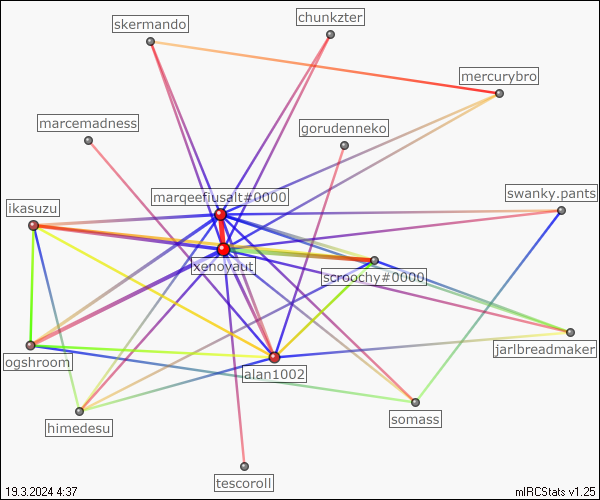 chunkzter
skermando
mercurybro
marcemadness
gorudenneko
swanky.pants
marqeefiusalt#0000
ikasuzu
xenoyaut
scroochy#0000
jarlbreadmaker
ogshroom
alan1002
somass
himedesu
tescoroll
19.3.2024 4:37
mIRCStats v1.25